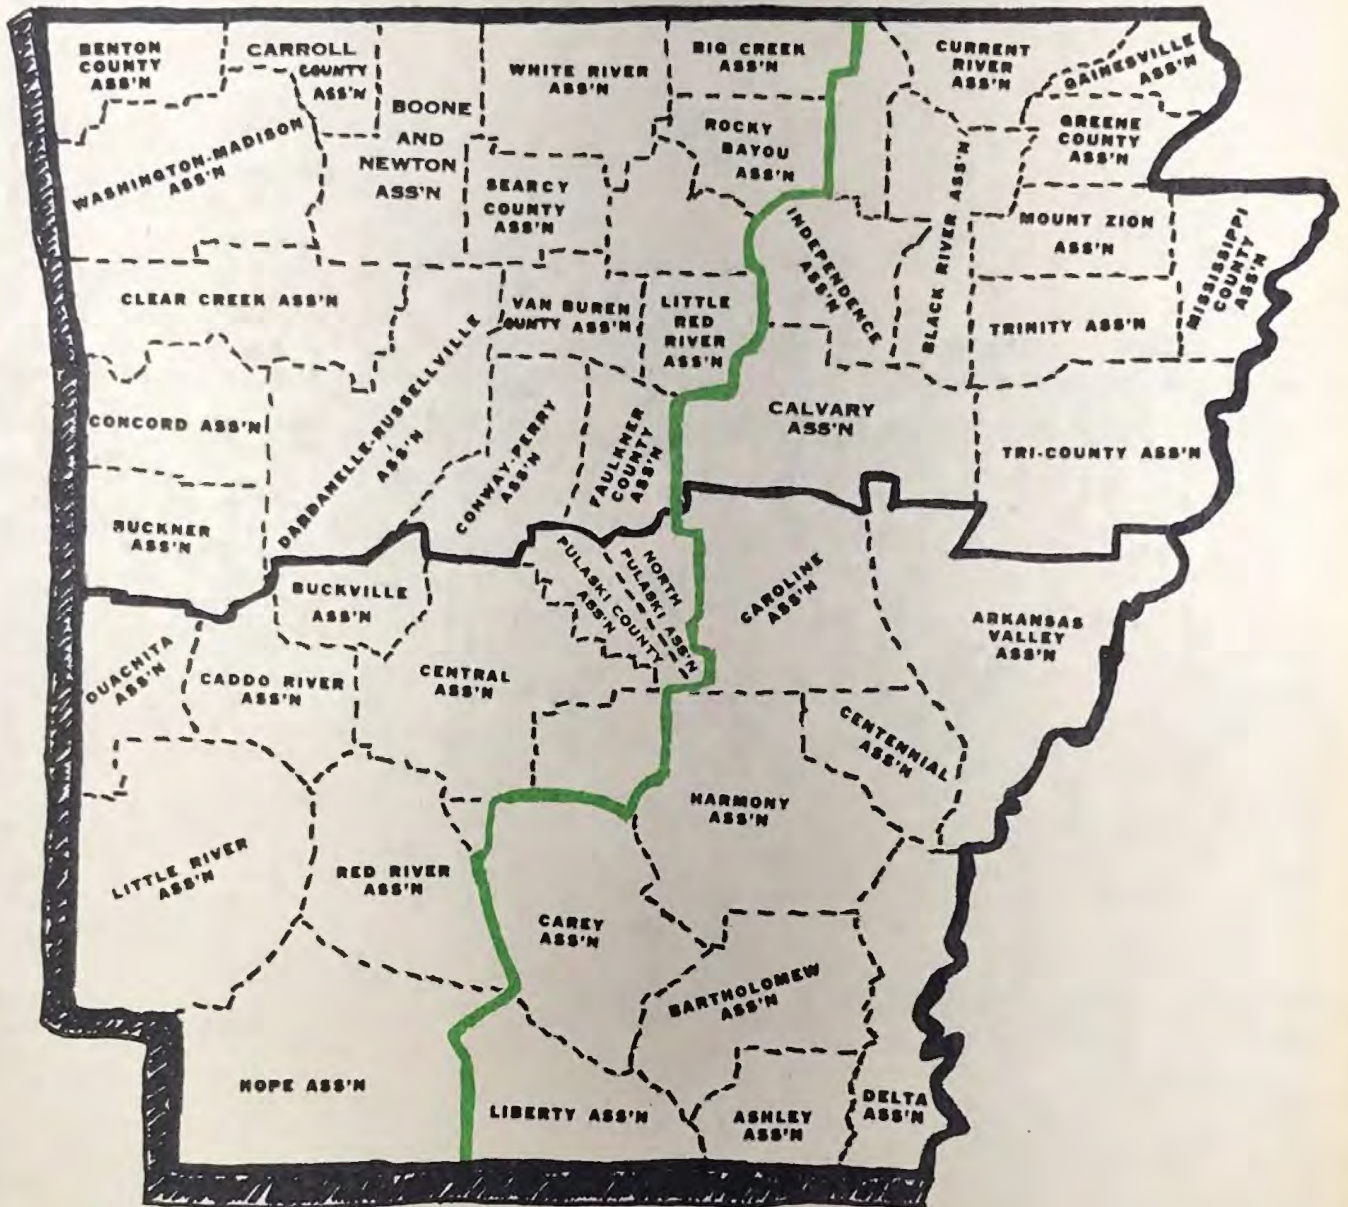 BENTON
COUNTY
ASS'N
CARROLL
COUNTY
ASS'N
BOONE
AND
NEWTON
ASS'N
WHITE RIVER
ASS'N
BIG CREEK
ASS'N
CURRENT
RIVER
ASS'N
GAINESVILLE
ASS'N
WASHINGTON-MADISON
ASS'N
SEARCY
COUNTY
ASS'N
ROCKY
BAYOU
ASS'N
GREENE
COUNTY
ASS'N
INDEPENDENCE
ASS'N
BLACK RIVER ASS'N
MOUNT ZION
ASS'N
MISSISSIPPI
COUNTY
ASS'N
CLEAR CREEK ASS'N
VAN BUREN
OUNTY ASS'N
LITTLE
RED
RIVER
ASS'N
TRINITY ASS'N
CONCORD ASS'N
DARDANELLE-RUSSELLVILLE
ASS'N
CONWAY-PERRY
ASS'N
FAULKNER
COUNTY
ASS'N
CALVARY
ASS'N
TRI-COUNTY ASS'N
BUCKNER
ASS'N
BUCKVILLE
ASS'N
PULASKI COUNTY
ASS'N
NORTH
PULASKI ASS'N
CAROLINE
ASS'N
ARKANSAS
VALLEY
ASS'N
OUACHITA
ASS'N
CADDO RIVER
ASS'N
CENTRAL
ASS'N
CENTENNIAL
ASS'N
HARMONY
ASS'N
LITTLE RIVER
ASS'N
RED RIVER
ASS'N
CAREY
ASS'N
BARTHOLOMEW
ASS'N
HOPE ASS'N
LIBERTY ASS'N
ASHLEY
ASS'N
DELTA
ASS'N